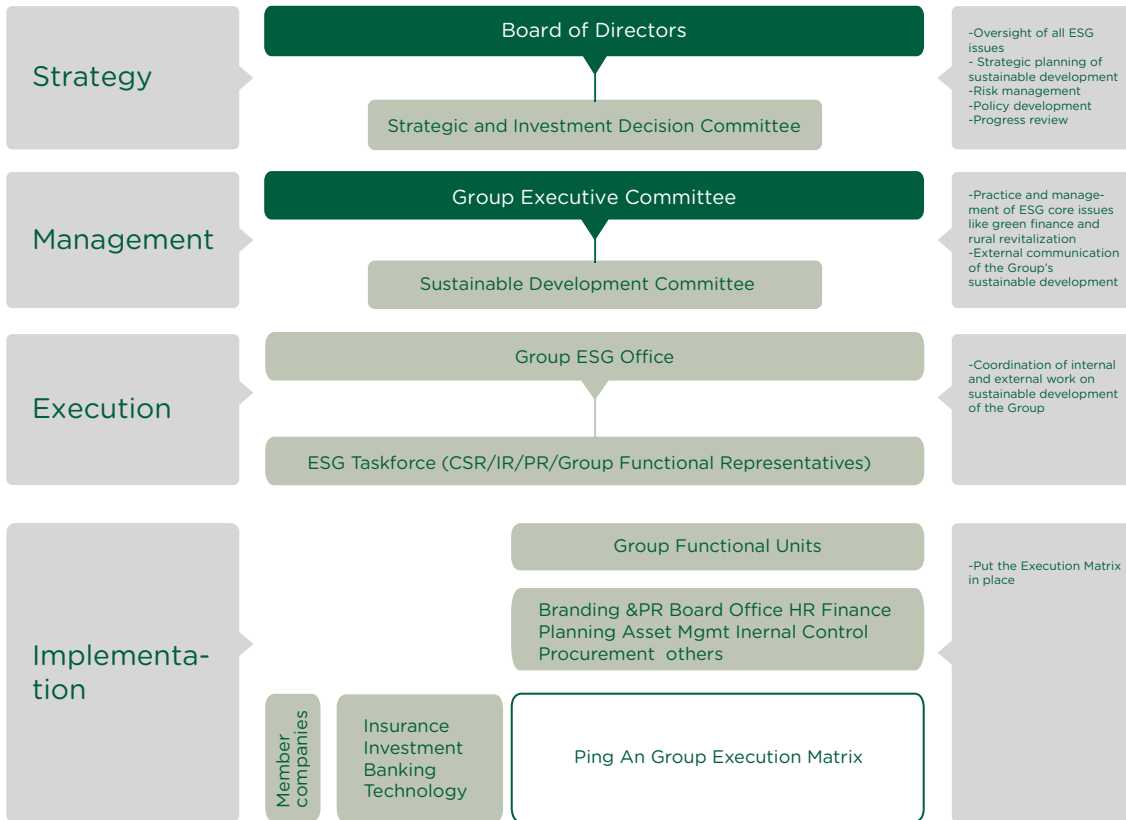 Strategy
Board of Directors
Strategic and Investment Decision Committee
-Oversight of all ESG
issues
- Strategic planning of
sustainable development
-Risk management
-Policy development
-Progress review
Management
Group Executive Committee
Sustainable Development Committee
-Practice and manage-
ment of ESG core issues
like green finance and
rural revitalization
-External communication
of the Group's
sustainable development
Execution
Group ESG Office
ESG Taskforce (CSR/IR/PR/Group Functional Representatives)
-Coordination of internal
and external work on
sustainable development
of the Group
Implementa-
tion
Group Functional Units
Branding &PR Board Office HR Finance
Planning Asset Mgmt Inernal Control
Procurement  others
Member
companies
Insurance
Investment
Banking
Technology
Ping An Group Execution Matrix
-Put the Execution Matrix
in place